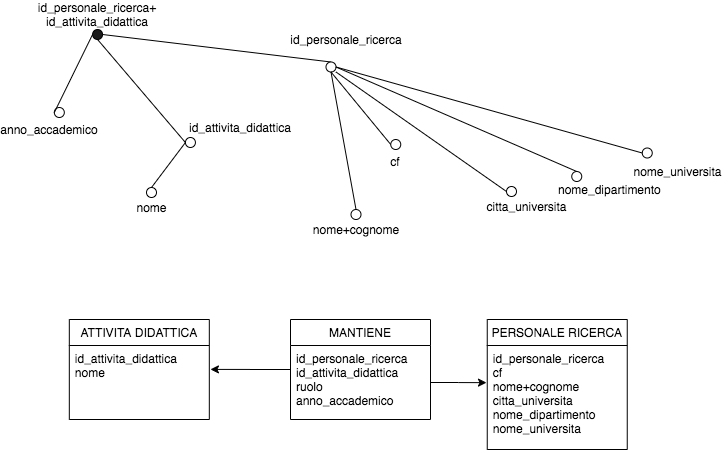 id_personale_ricerca+
id_attivita_didattica
id_personale_ricerca
anno_accademico
id_attivita_didattica
cf
nome_universita
nome_dipartimento
nome
citta_universita
nome+cognome
ATTIVITA DIDATTICA
id_attivita_didattica
nome
MANTIENE
id_personale_ricerca
id_attivita_didattica
ruolo
anno_accademico
PERSONALE RICERCA
id_personale_ricerca
cf
nome+cognome
citta_universita
nome_dipartimento
nome_universita